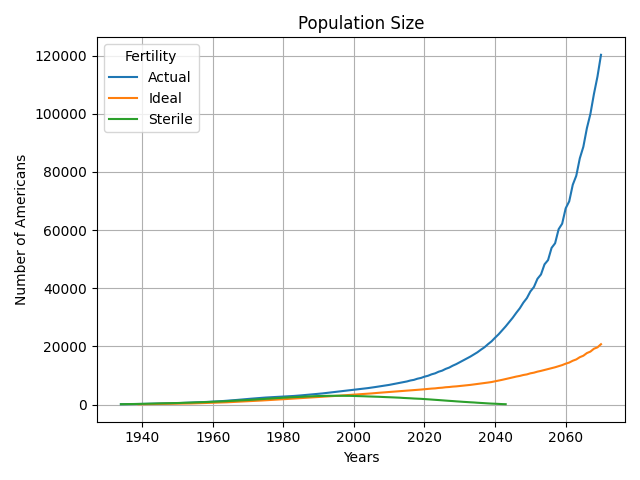 Population Size
Fertility
Actual
Ideal
Sterile
120000
100000
80000
60000
40000
20000
0
Number of Americans
1940 1960 1980 2000 2020 2040 2060
Years